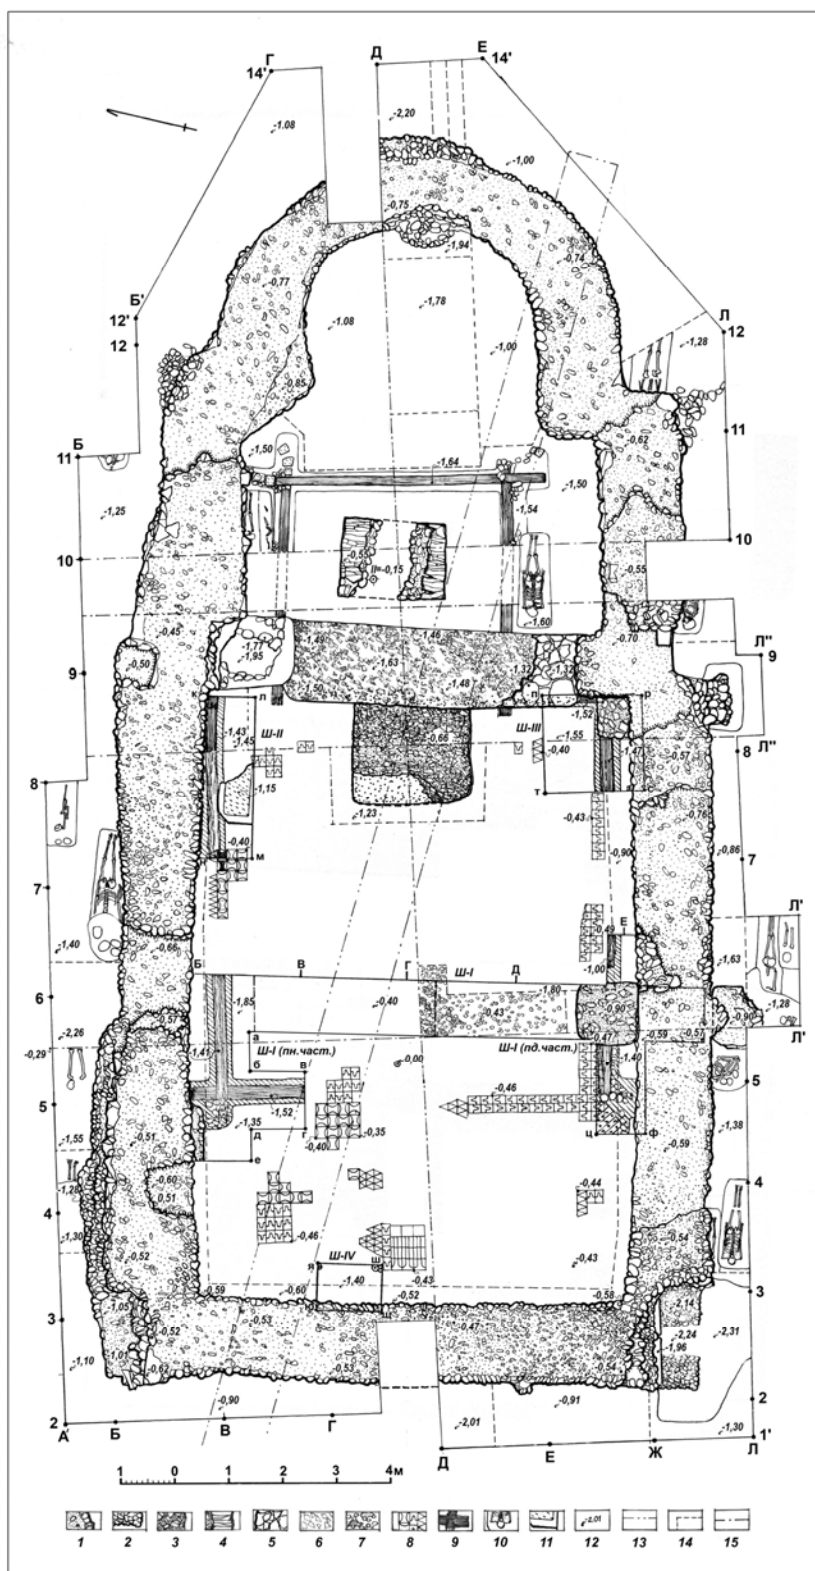 Г Д Е
14' 14'
-2,20
-1.08 -1,00
-0,75
-1,94 -0,74
-0,77
Б' -1,78
12' -1.08 Л
12 -1,00 12
-1,28
-0,85
-0,62 11
Б -1,50
11 -1,64 -1,50
-1,25 -1,54
10 -0,55 10
II=-0,15 -0,55
-0,45 -1,60
-1,49 -1,46 -0,70
-1,77 -1,63 Л''
-0,50 -1,95 -1,32 -1,32 9
9 -1,50 -1,48
к л п р
-1,43 Ш-II Ш-III -1,52
-1,45 -0,66 -1,55 Л''
-0,40 -1,47 -0,57 8
8 -1,15
-1,23 т -0,43 -0,76
-0,40 -0,90 -0,86
м 7
7
Е -0,49 Л'
-1,40 -0,66 Б В Г Ш-I Д -1,00 -1,63
-1,85 -0,40 -1,80
6 -0,43 -0,90 -0,90 -1,28
-2,26 -0,57 а -0,47 -0,59 -0,57 Л'
-0,29 -1,41 Ш-I (пн.част.) 0,00 Ш-I (пд.част.) -1,40
б в -0,46 5
5 -1,52
-1,35 -0,35
-0,51 д г -0,40 ц ф -1,38
-1,55 е -0,59
-0,60
-1,28 0,51 -0,44 4
4
-1,30 -0,46 -0,54
-0,52 Ш-IV -0,43
я ш
-0,59 -0,60 -1,40 -0,43 3
-1,05 -0,52 -0,58 -2,14
3 -0,52 -0,53 щ -0,47 -2,24 -2,31
-1,01 -1,96
-1,10 -0,62 -0,53 -0,54
-0,90 -0,91 2
2 Г -2,01 -1,30
А Б В 1'
Д Е Ж Л
1 0 1 2 3 4 м
-2.01
1 2 3 4 5 6 7 8 9 10 11 12 13 14 15